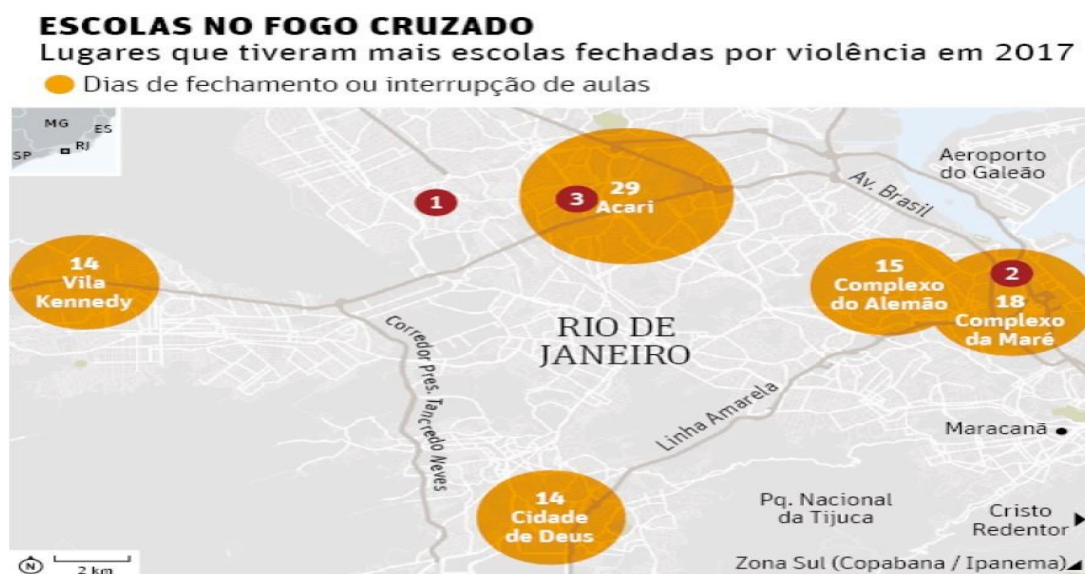 ESCOLAS NO FOGO CRUZADO
Lugares que tiveram mais escolas fechadas por violência em 2017
Dias de fechamento ou interrupção de aulas
MG
ES
RJ
SP
Aeroporto
do Galeão
Av. Brasil
1
3
29
Acari
14
Vila
Kennedy
15
Complexo
do Alemão
2
18
Complexo
da Maré
RIO DE
JANEIRO
Corredor Pres. Tancredo Neves
Linha Amarela
Maracanã
14
Cidade
de Deus
Pq. Nacional
da Tijuca
Cristo
Redentor
Zona Sul (Copabana / Ipanema)
N
2 km